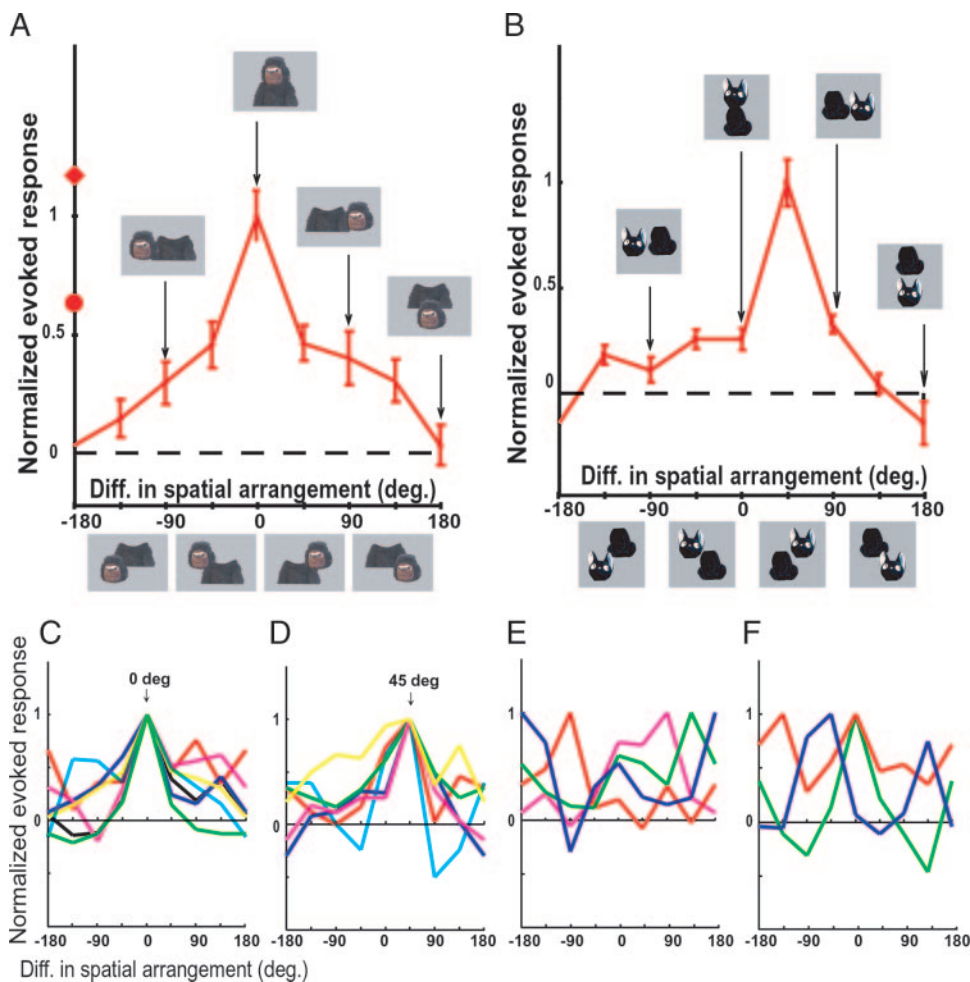 A
Normalized evoked response
1
0.5
0
Diff. in spatial arrangement (deg.)
-180 -90 0 90 180
B
Normalized evoked response
1
0.5
0
Diff. in spatial arrangement (deg.)
-180 -90 0 90 180
C
Normalized evoked response
0 deg
1
0
-180 -90 0 90 180
Diff. in spatial arrangement (deg.)
D
45 deg
1
0
-180 -90 0 90 180
E
1
0
-180 -90 0 90 180
F
1
0
-180 -90 0 90 180